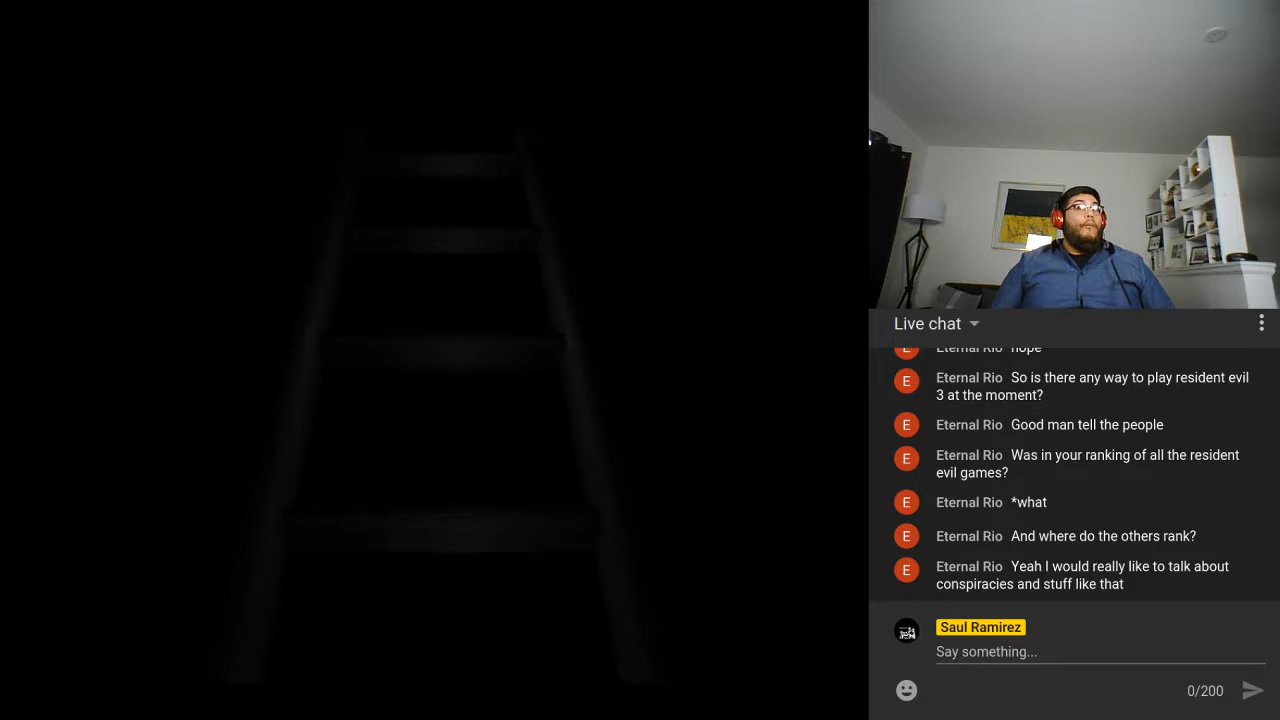 Live chat
E Eternal Rio nope
E Eternal Rio So is there any way to play resident evil
3 at the moment?
E Eternal Rio Good man tell the people
E Eternal Rio Was in your ranking of all the resident
evil games?
E Eternal Rio *what
E Eternal Rio And where do the others rank?
E Eternal Rio Yeah I would really like to talk about
conspiracies and stuff like that
Saul Ramirez
Say something...
0/200